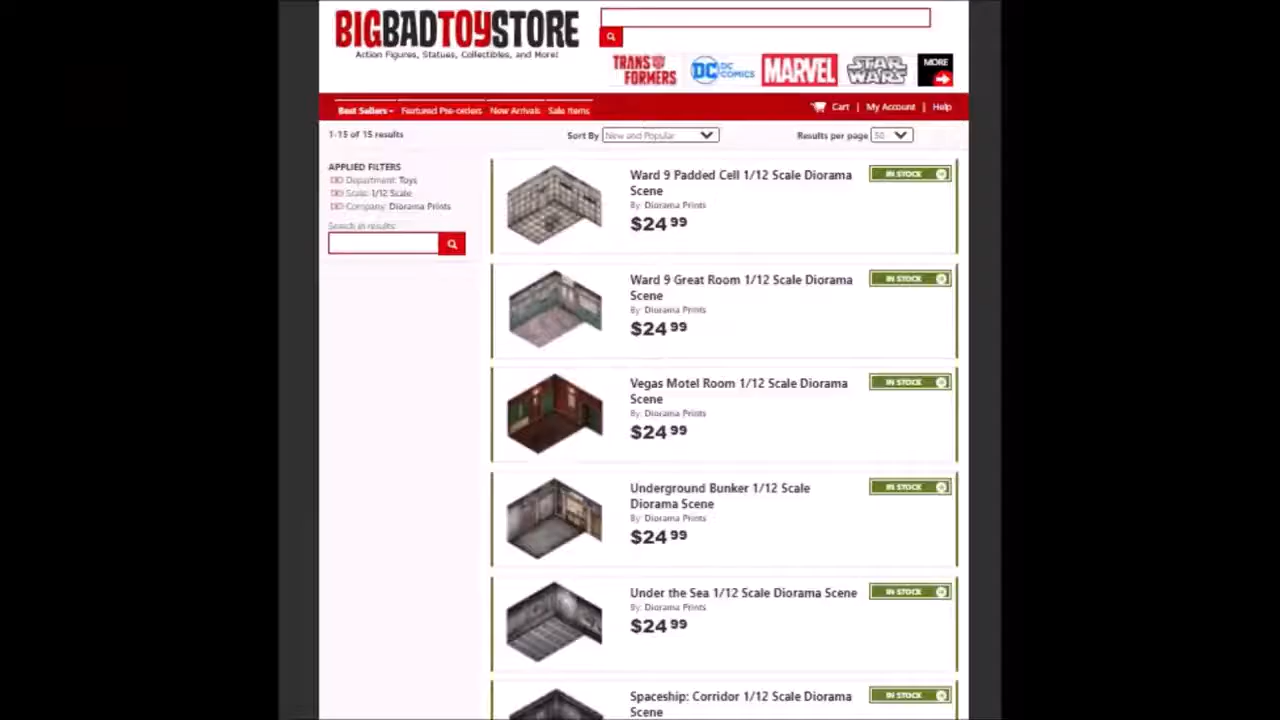 BIGBADTOYSTORE
Action Figures, Statues, Collectibles, and More!
TRANSFORMERS
DC DC COMICS
MARVEL
STAR WARS
MORE
Best Sellers
Featured Pre-orders
New Arrivals
Sale Items
Cart | My Account | Help
1-15 of 15 results
Sort By New and Popular
Results per page 50
APPLIED FILTERS
Department: Toys
Scale: 1/12 Scale
Company: Diorama Prints
Search in results:
Ward 9 Padded Cell 1/12 Scale Diorama
Scene
By: Diorama Prints
$24.99
IN STOCK
Ward 9 Great Room 1/12 Scale Diorama
Scene
By: Diorama Prints
$24.99
IN STOCK
Vegas Motel Room 1/12 Scale Diorama
Scene
By: Diorama Prints
$24.99
IN STOCK
Underground Bunker 1/12 Scale
Diorama Scene
By: Diorama Prints
$24.99
IN STOCK
Under the Sea 1/12 Scale Diorama Scene
By: Diorama Prints
$24.99
IN STOCK
Spaceship: Corridor 1/12 Scale Diorama
Scene
IN STOCK